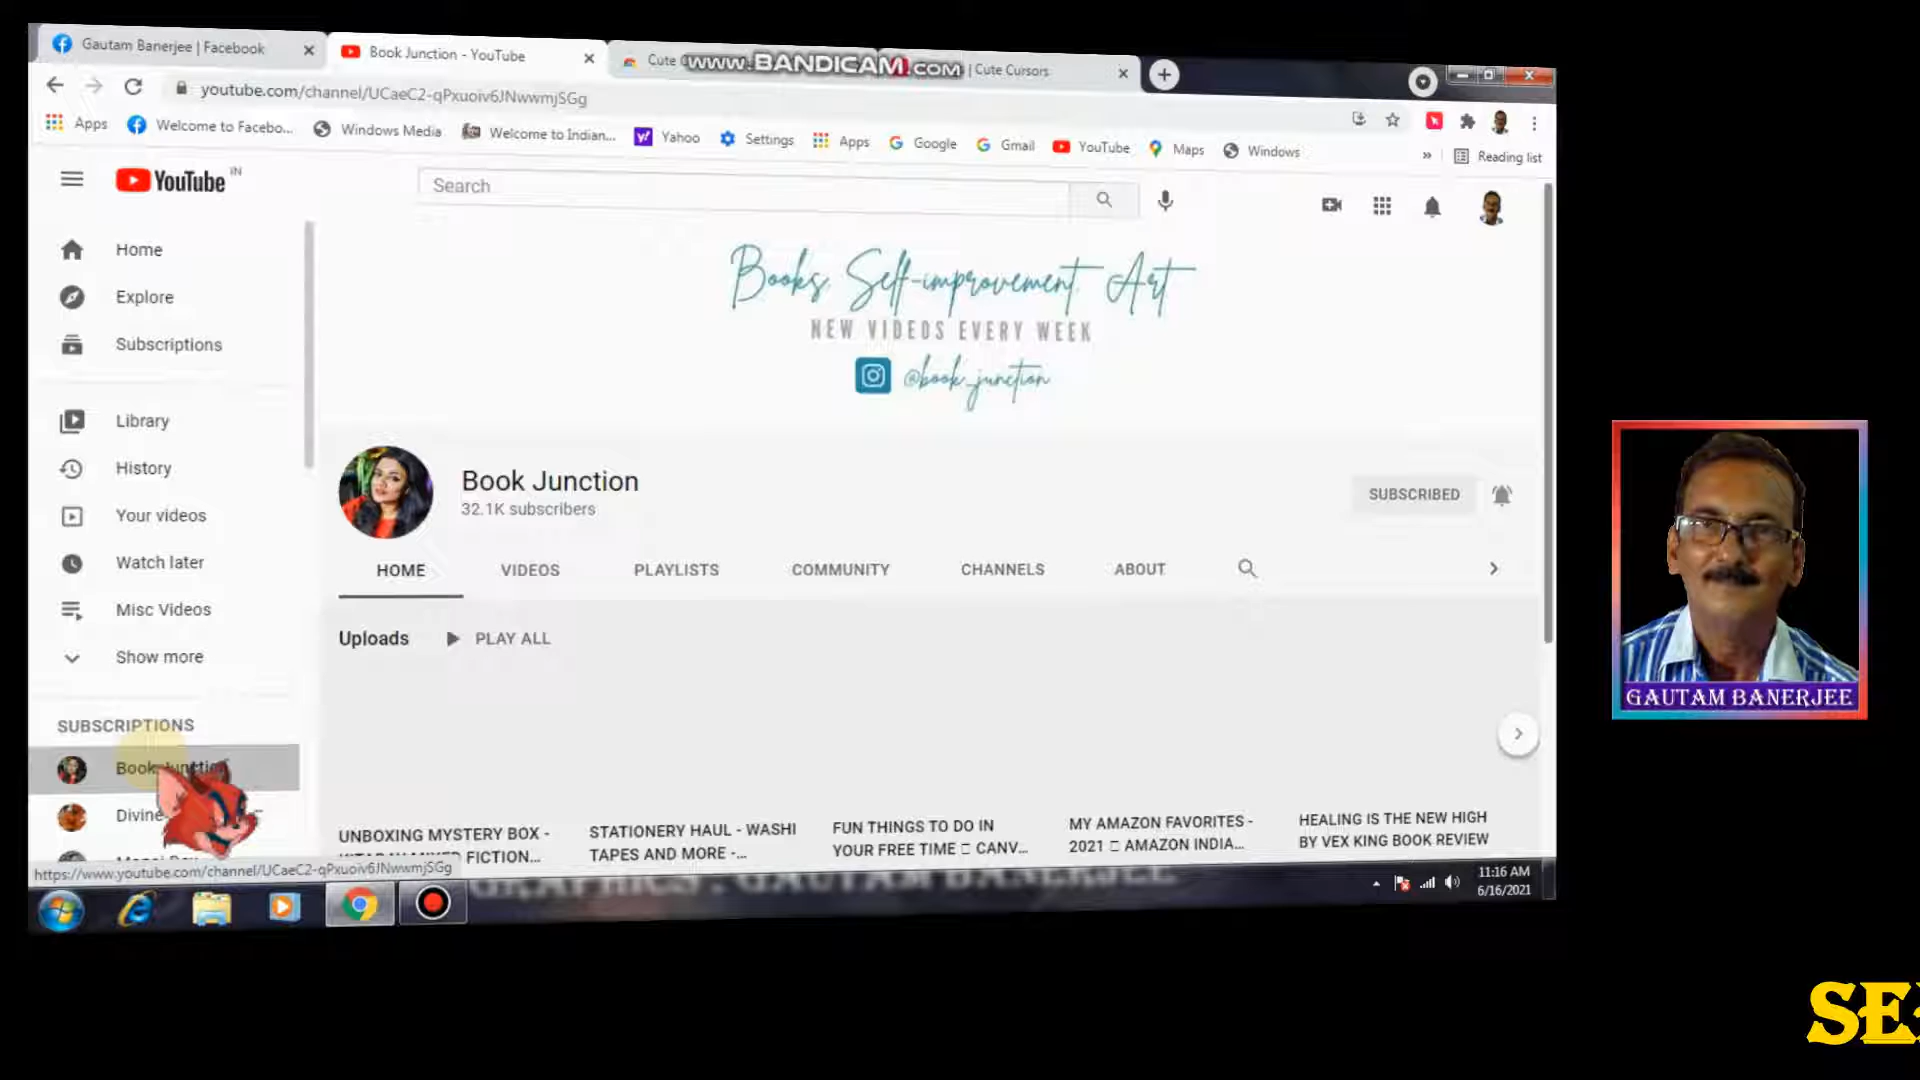 Gautam Banerjee | Facebook
Book Junction - YouTube
Cute
www.BANDICAM.COM
| Cute Cursors
youtube.com/channel/UCaeC2-qPxuoiv6JNwwmjSGg
Apps
Welcome to Facebo...
Windows Media
Welcome to Indian...
Yahoo
Settings
Apps
Google
Gmail
YouTube
Maps
Windows
»
Reading list
YouTube IN
Search
Home
Explore
Subscriptions
Library
History
Your videos
Watch later
Misc Videos
Show more
SUBSCRIPTIONS
Book Junction
Divine
Books, Self-improvement, Art
NEW VIDEOS EVERY WEEK
@book_junction
Book Junction
32.1K subscribers
SUBSCRIBED
HOME
VIDEOS
PLAYLISTS
COMMUNITY
CHANNELS
ABOUT
Uploads
PLAY ALL
UNBOXING MYSTERY BOX -
FICTION...
STATIONERY HAUL - WASHI
TAPES AND MORE -...
FUN THINGS TO DO IN
YOUR FREE TIME CANV...
MY AMAZON FAVORITES -
2021 AMAZON INDIA...
HEALING IS THE NEW HIGH
BY VEX KING BOOK REVIEW
https://www.youtube.com/channel/UCaeC2-qPxuoiv6JNwwmjSGg
GRAPHICS : GAUTAM BANERJEE
11:16 AM
6/16/2021
GAUTAM BANERJEE